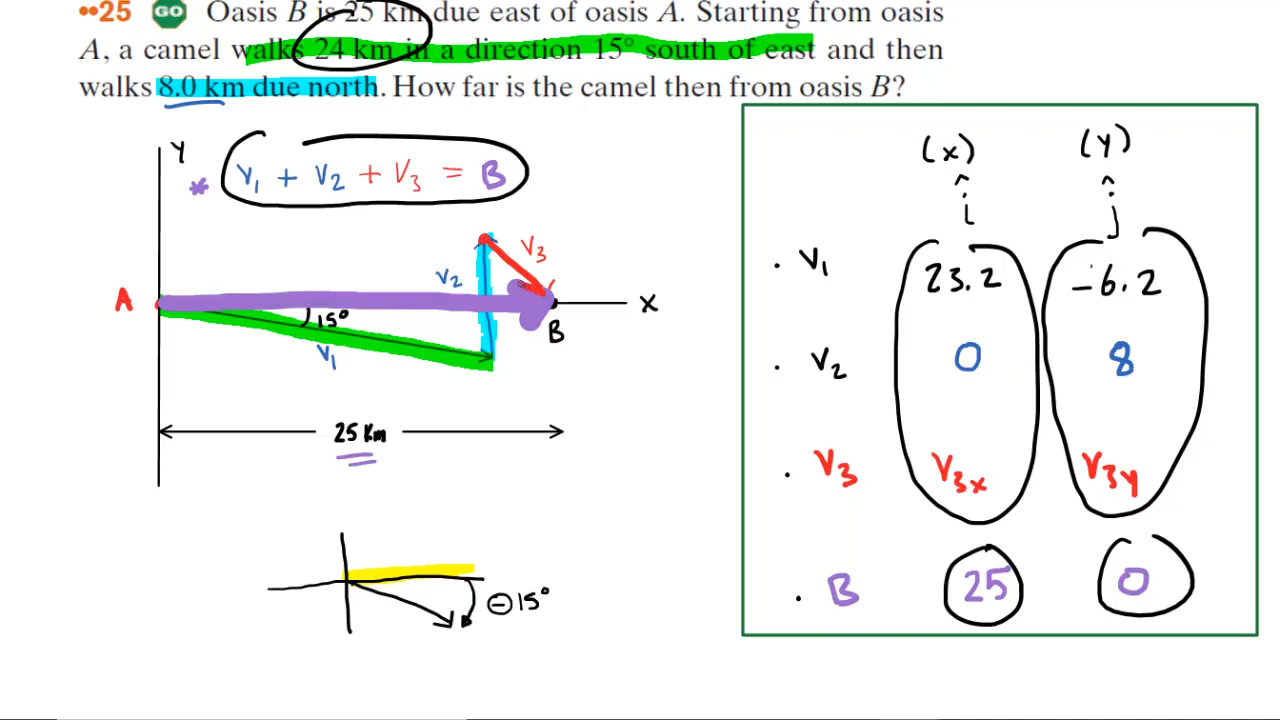 ••25 GO Oasis B is 25 km due east of oasis A. Starting from oasis
A, a camel walks 24 km in a direction 15° south of east and then
walks 8.0 km due north. How far is the camel then from oasis B?
Y
* V1 + V2 + V3 = B
V3
V2
A
X
15°
B
V1
25 Km
⊖15°
(x) (y)
î ĵ
• V1 23.2 -6.2
• V2 0 8
• V3 V3x V3y
• B 25 0